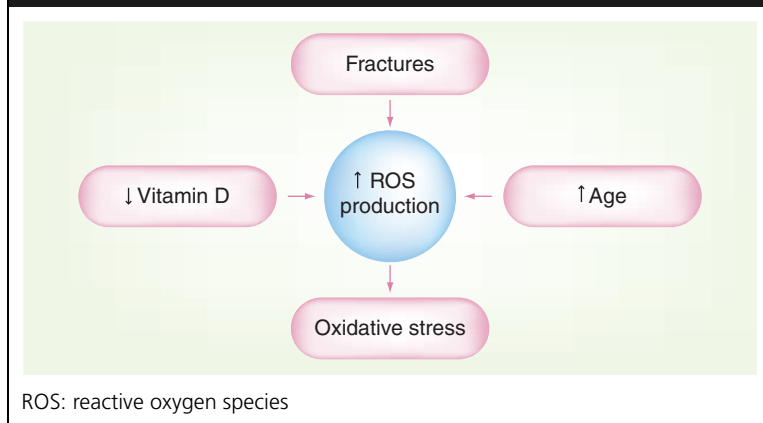 Fractures
↓ Vitamin D
↑ ROS
production
↑ Age
Oxidative stress
ROS: reactive oxygen species